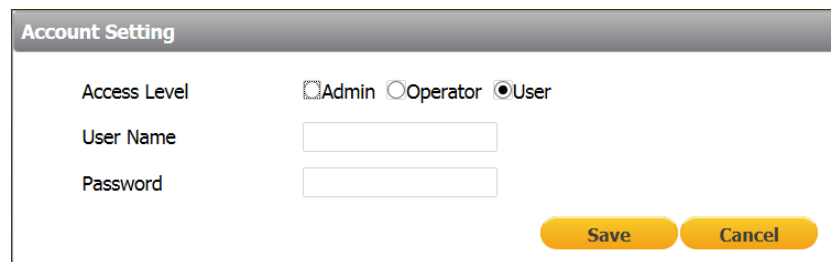 Account Setting
Access Level Admin Operator User
User Name
Password
Save Cancel